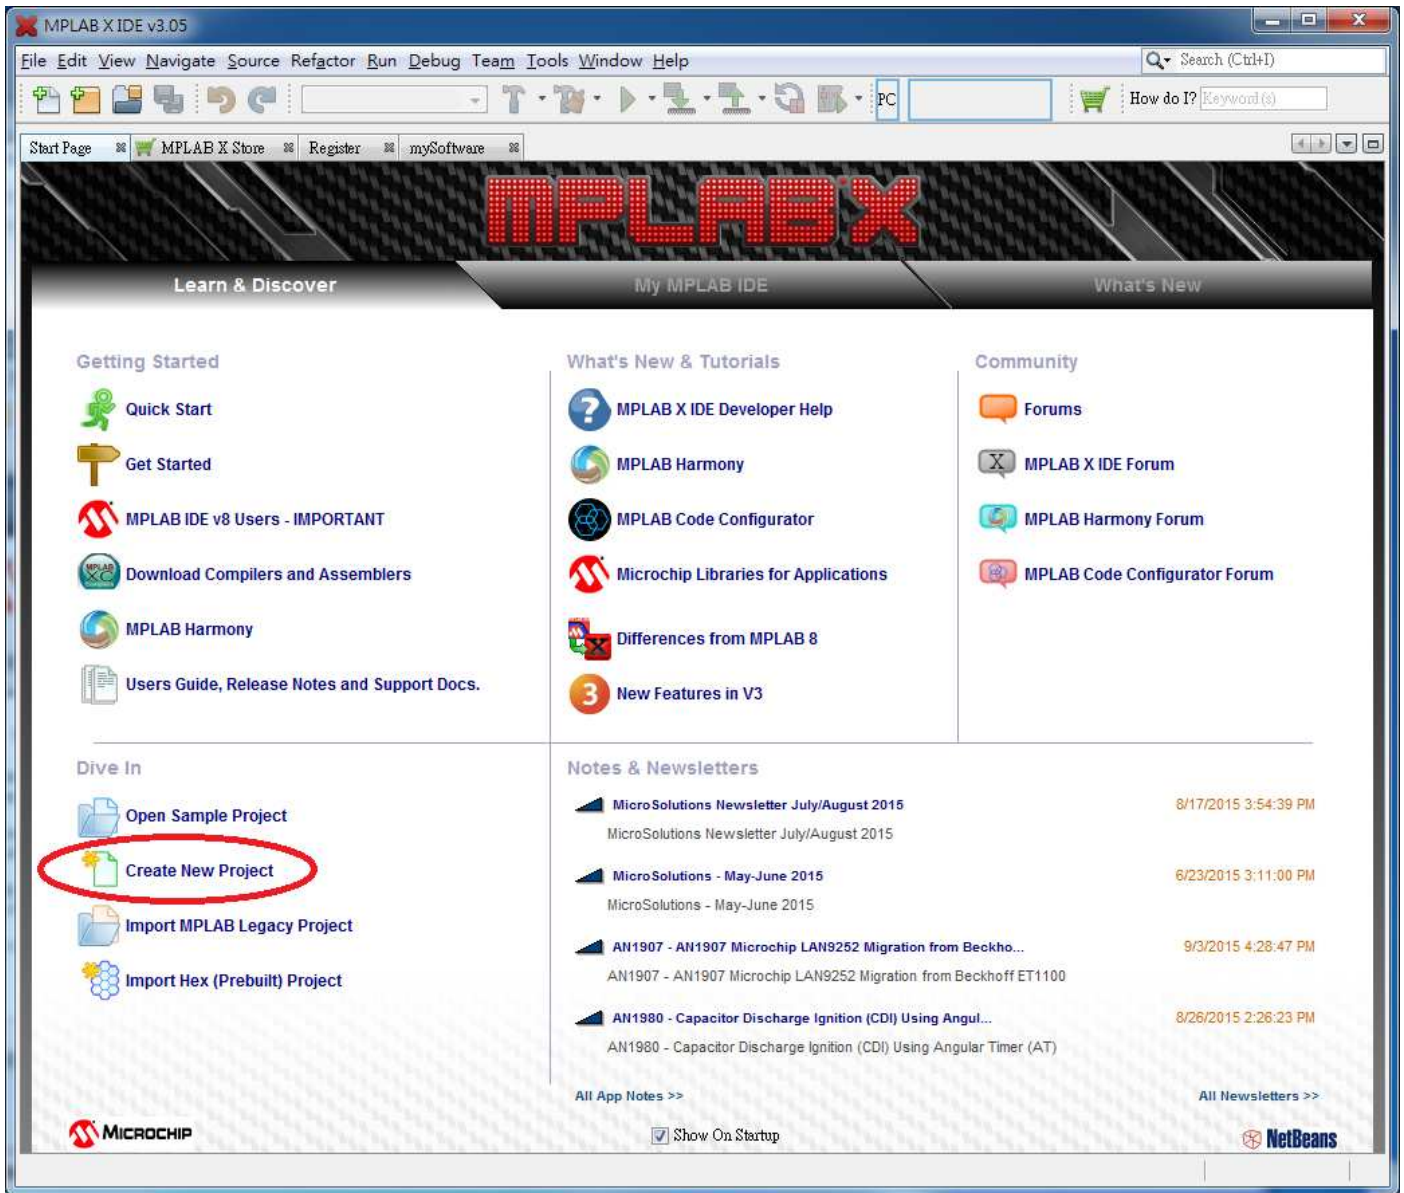 MPLAB X IDE v3.05
File Edit View Navigate Source Refactor Run Debug Team Tools Window Help
Search (Ctrl+I)
PC
How do I? Keyword(s)
Start Page
MPLAB X Store
Register
mySoftware
MPLAB X
Learn & Discover
My MPLAB IDE
What's New
Getting Started
Quick Start
Get Started
MPLAB IDE v8 Users - IMPORTANT
MPLAB XC
Download Compilers and Assemblers
MPLAB Harmony
Users Guide, Release Notes and Support Docs.
What's New & Tutorials
?
MPLAB X IDE Developer Help
MPLAB Harmony
MPLAB Code Configurator
Microchip Libraries for Applications
Differences from MPLAB 8
3
New Features in V3
Community
Forums
X
MPLAB X IDE Forum
MPLAB Harmony Forum
MPLAB Code Configurator Forum
Dive In
Open Sample Project
Create New Project
Import MPLAB Legacy Project
Import Hex (Prebuilt) Project
Notes & Newsletters
MicroSolutions Newsletter July/August 2015 8/17/2015 3:54:39 PM
MicroSolutions Newsletter July/August 2015
MicroSolutions - May-June 2015 6/23/2015 3:11:00 PM
MicroSolutions - May-June 2015
AN1907 - AN1907 Microchip LAN9252 Migration from Beckho... 9/3/2015 4:28:47 PM
AN1907 - AN1907 Microchip LAN9252 Migration from Beckhoff ET1100
AN1980 - Capacitor Discharge Ignition (CDI) Using Angul... 8/26/2015 2:26:23 PM
AN1980 - Capacitor Discharge Ignition (CDI) Using Angular Timer (AT)
All App Notes >>
All Newsletters >>
MICROCHIP
Show On Startup
NetBeans